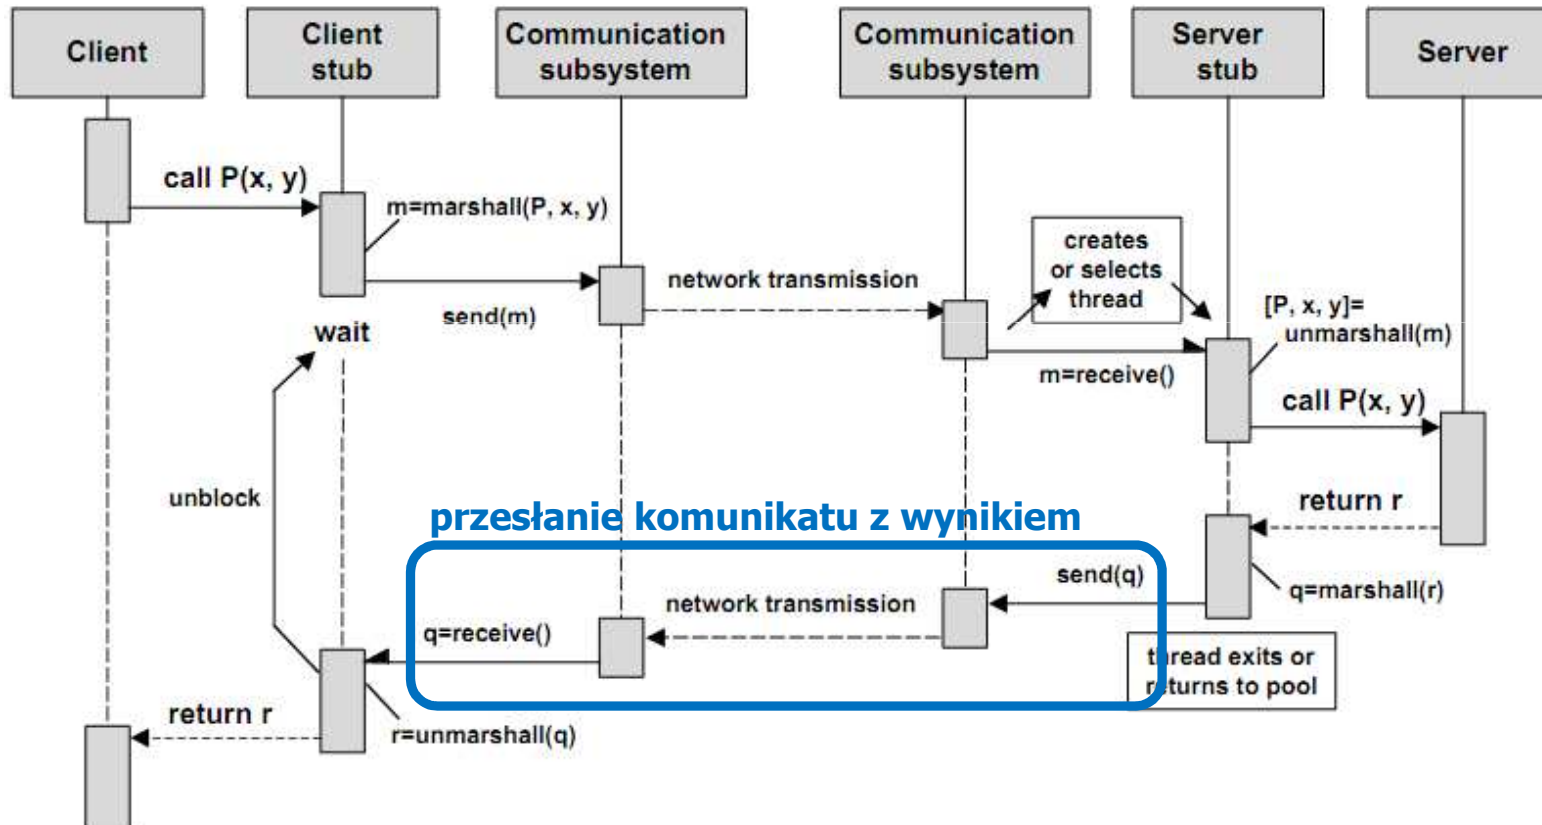 Client
Client
stub
Communication
subsystem
Communication
subsystem
Server
stub
Server
call P(x, y)
m=marshall(P, x, y)
send(m)
network transmission
creates
or selects
thread
m=receive()
[P, x, y]=
unmarshall(m)
call P(x, y)
wait
unblock
return r
przesłanie komunikatu z wynikiem
send(q)
q=marshall(r)
network transmission
q=receive()
thread exits or
returns to pool
return r
r=unmarshall(q)